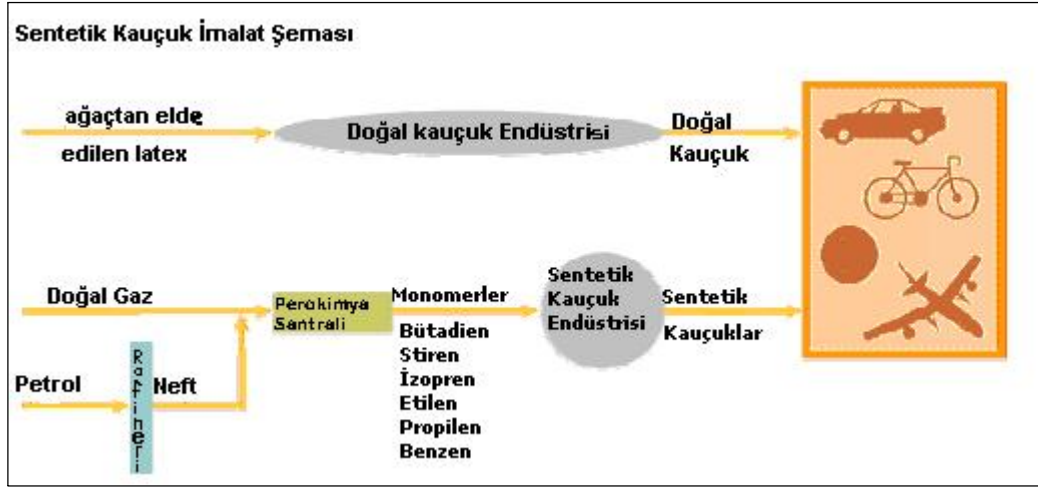 Sentetik Kauçuk İmalat Şeması
ağaçtan elde
edilen latex
Doğal kauçuk Endüstrisi
Doğal
Kauçuk
Doğal Gaz
Petrol
Rafineri
Neft
Perokimya
Santrali
Monomerler
Bütadien
Stiren
İzopren
Etilen
Propilen
Benzen
Sentetik
Kauçuk
Endüstrisi
Sentetik
Kauçuklar